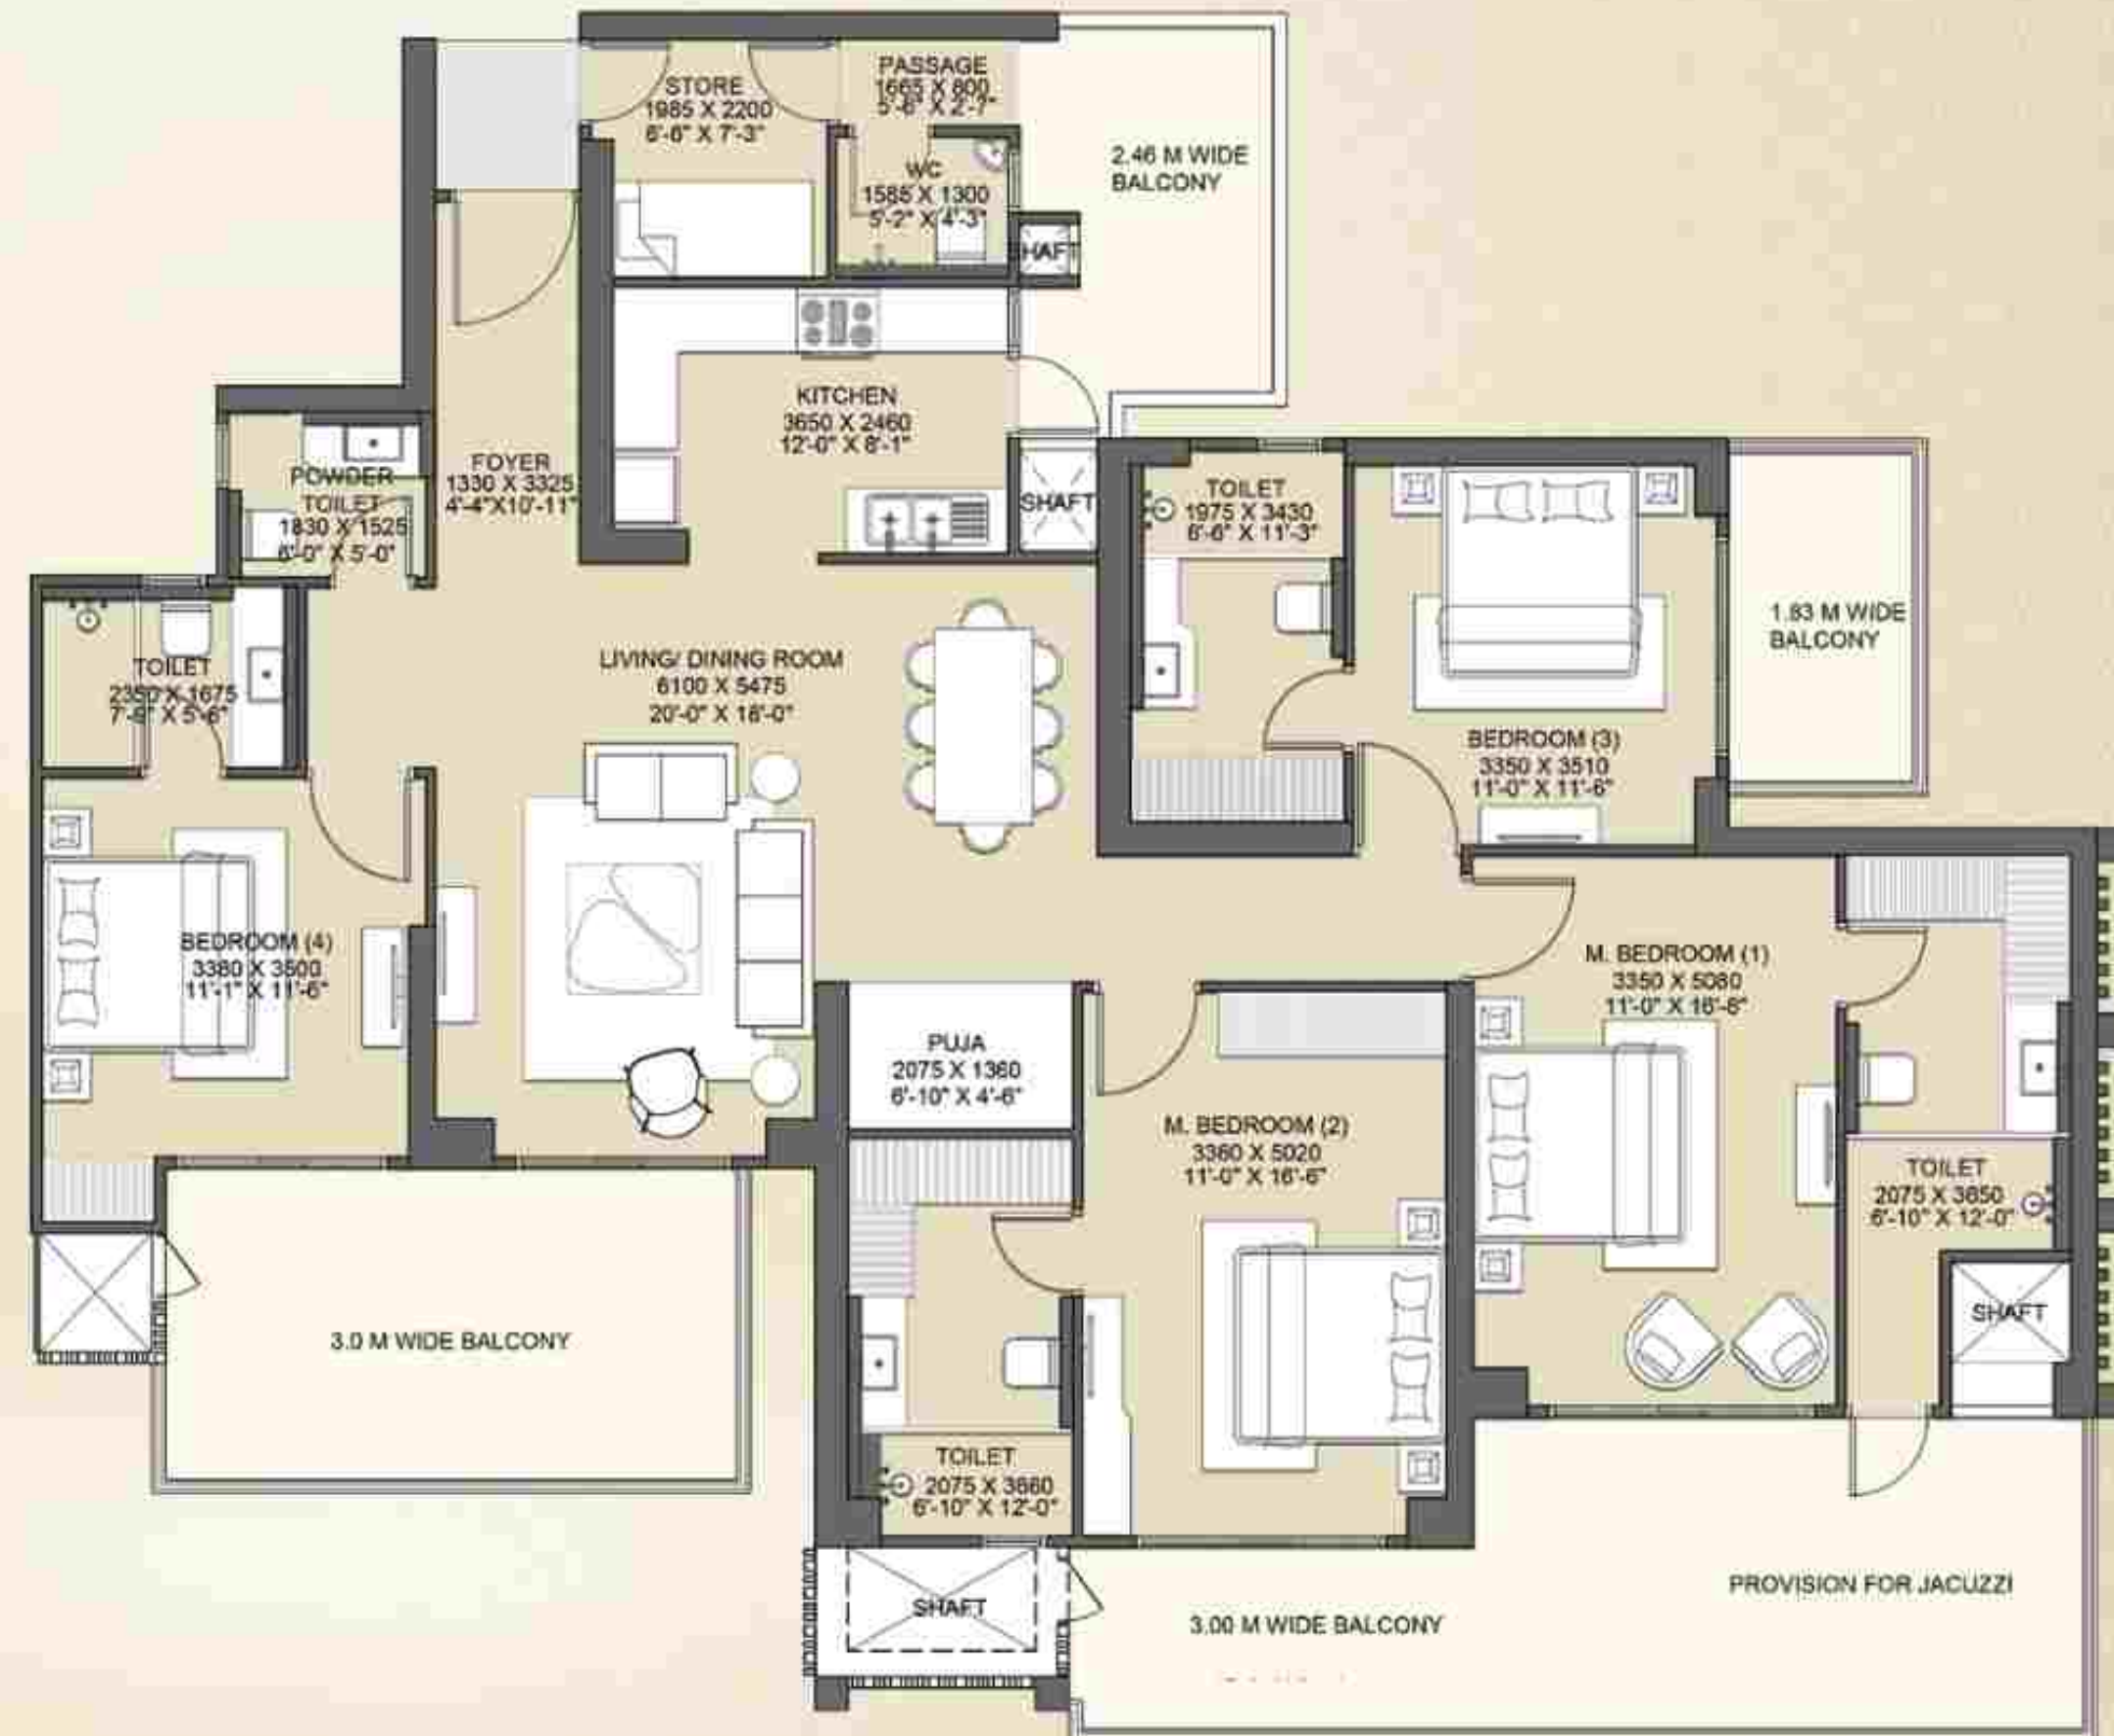 STORE
1985 X 2200
6'-6" X 7'-3"
PASSAGE
1665 X 800
5'-6" X 2'-7"
WC
1585 X 1300
5'-2" X 4'-3"
2.46 M WIDE
BALCONY
HAFT
KITCHEN
3650 X 2460
12'-0" X 8'-1"
FOYER
1330 X 3325
4'-4"X10'-11"
POWDER
TOILET
1830 X 1525
6'-0" X 5'-0"
SHAFT
TOILET
1975 X 3430
6'-6" X 11'-3"
1.83 M WIDE
BALCONY
TOILET
2350 X 1675
7'-8" X 5'-6"
LIVING/ DINING ROOM
6100 X 5475
20'-0" X 18'-0"
BEDROOM (3)
3350 X 3510
11'-0" X 11'-6"
BEDROOM (4)
3380 X 3500
11'-1" X 11'-6"
M. BEDROOM (1)
3350 X 5080
11'-0" X 16'-8"
PUJA
2075 X 1360
6'-10" X 4'-6"
M. BEDROOM (2)
3360 X 5020
11'-0" X 16'-6"
TOILET
2075 X 3650
6'-10" X 12'-0"
SHAFT
3.0 M WIDE BALCONY
TOILET
2075 X 3660
6'-10" X 12'-0"
SHAFT
3.00 M WIDE BALCONY
PROVISION FOR JACUZZI